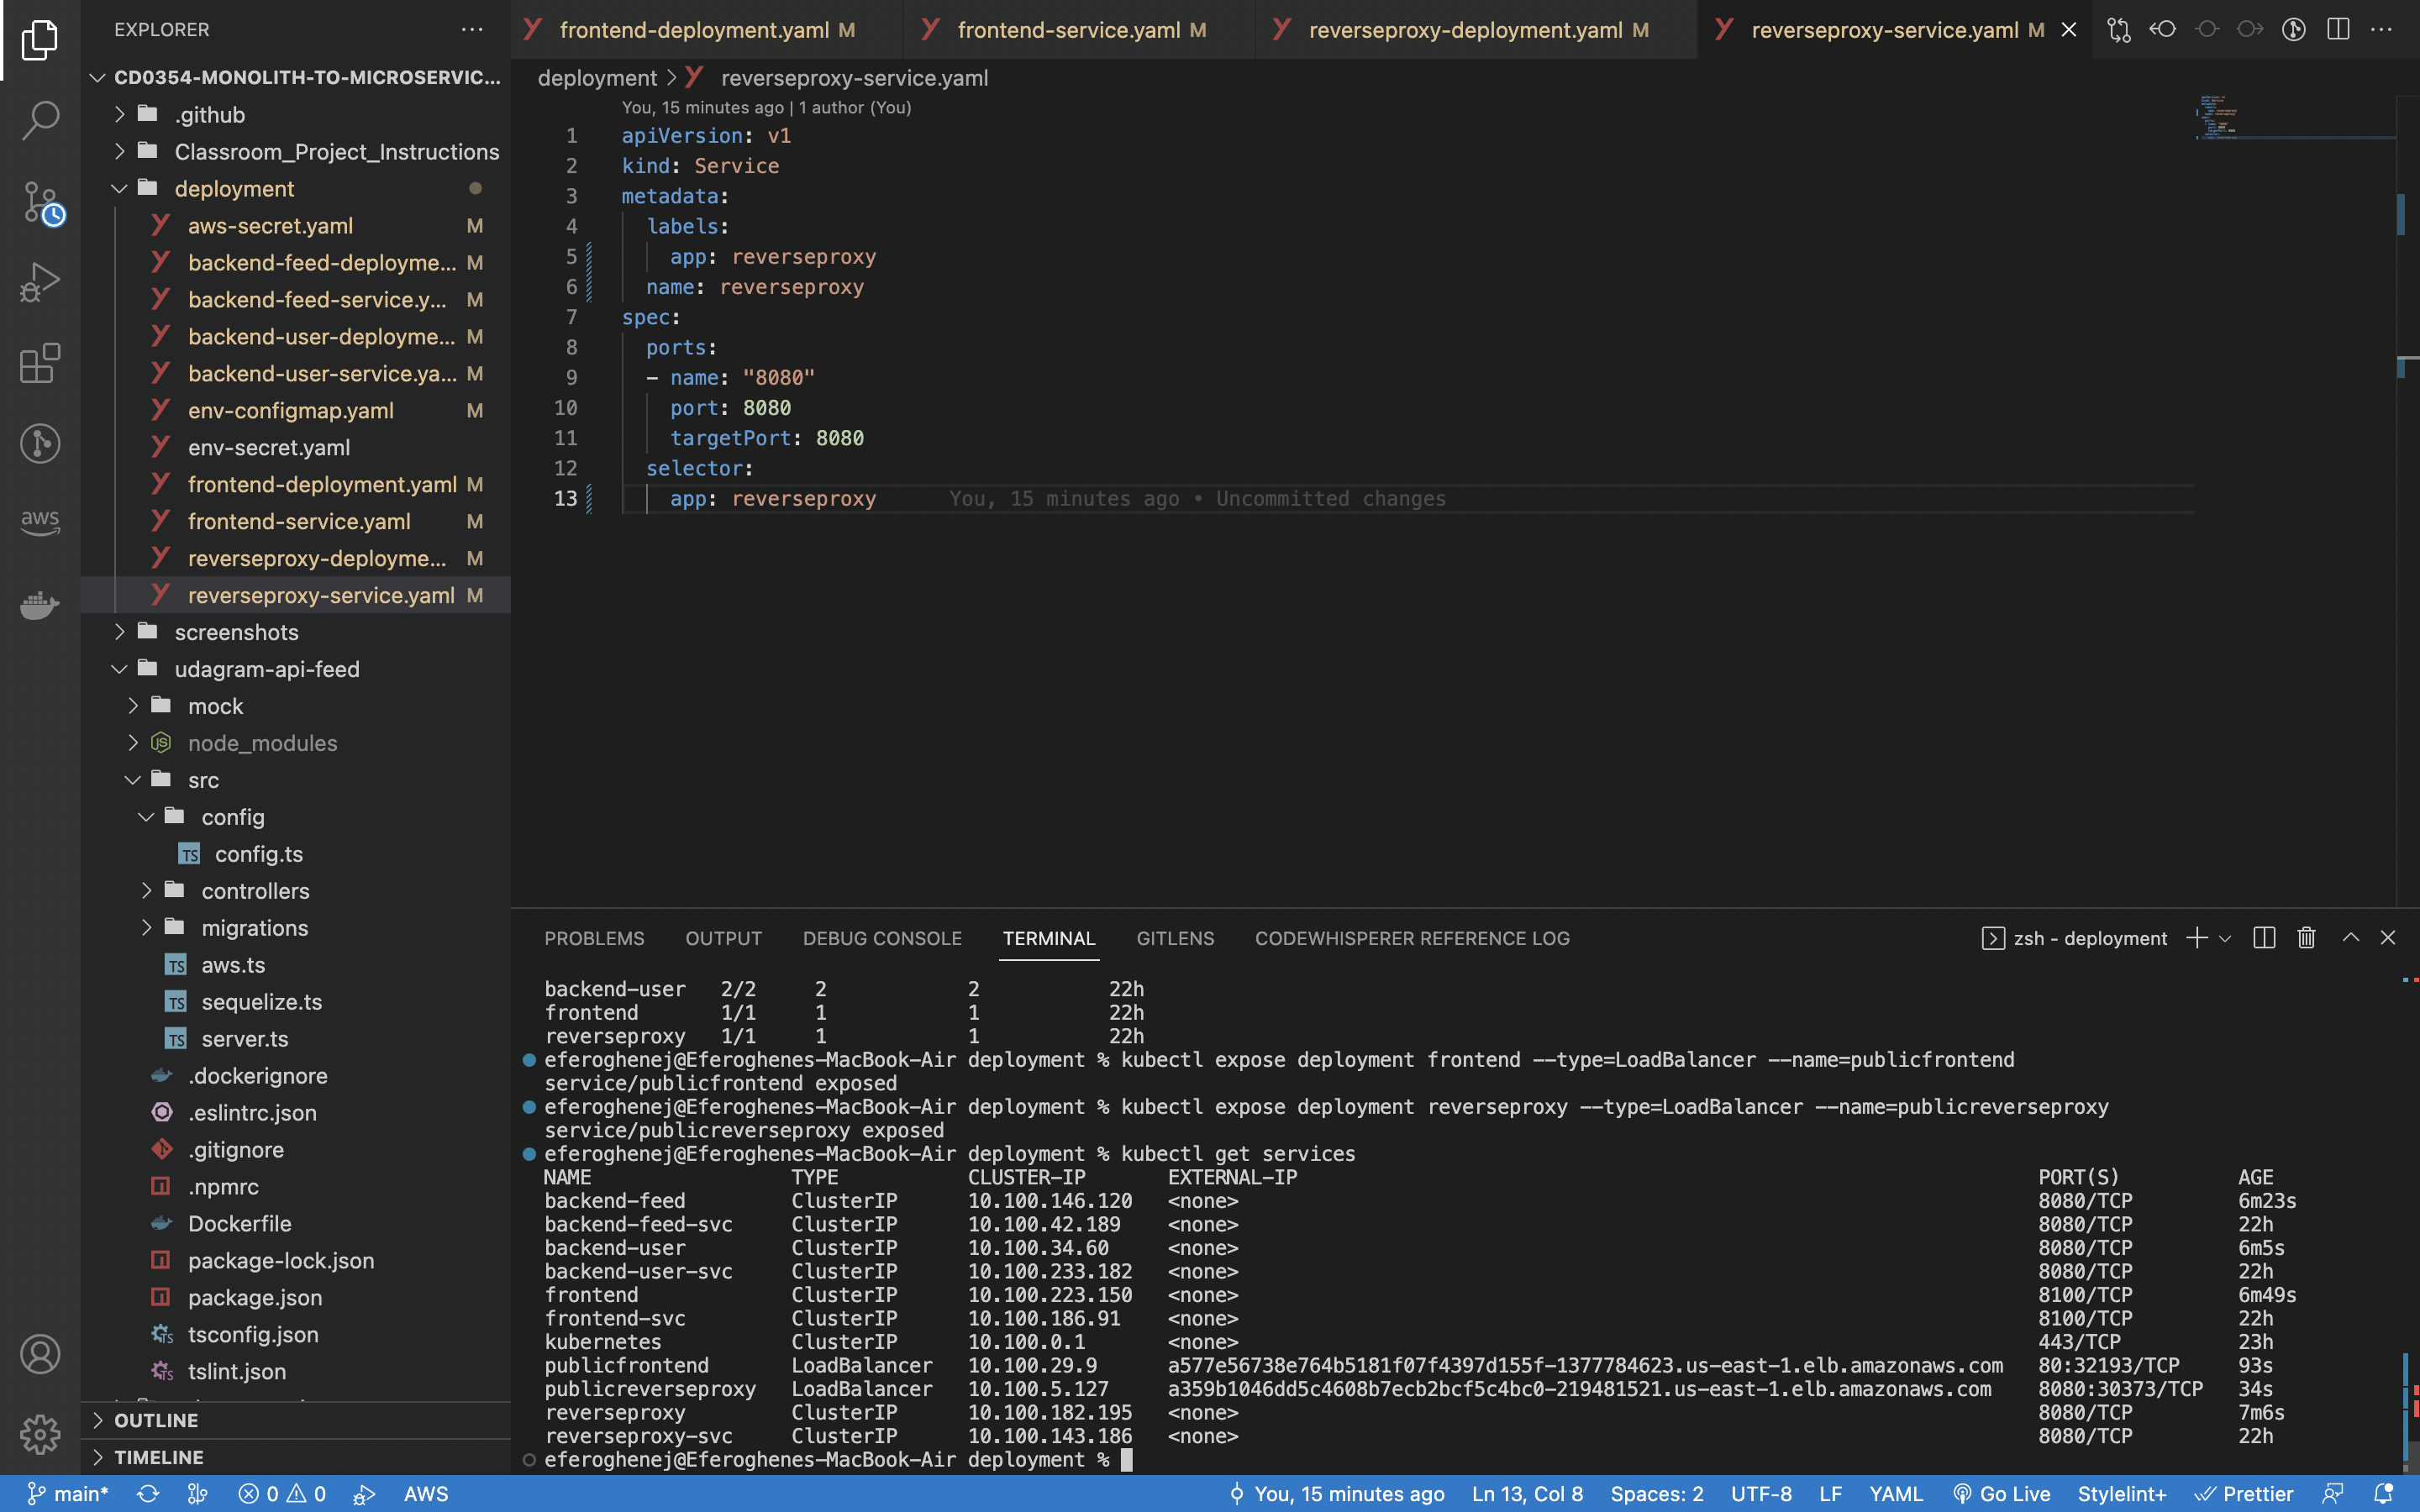 EXPLORER
CD0354-MONOLITH-TO-MICROSERVIC...
.github
Classroom_Project_Instructions
deployment
aws-secret.yaml M
backend-feed-deployme... M
backend-feed-service.y... M
backend-user-deployme... M
backend-user-service.ya... M
env-configmap.yaml M
env-secret.yaml
frontend-deployment.yaml M
frontend-service.yaml M
reverseproxy-deployme... M
reverseproxy-service.yaml M
screenshots
udagram-api-feed
mock
node_modules
src
config
TS config.ts
controllers
migrations
TS aws.ts
TS sequelize.ts
TS server.ts
.dockerignore
.eslintrc.json
.gitignore
.npmrc
Dockerfile
package-lock.json
package.json
tsconfig.json
tslint.json
OUTLINE
TIMELINE
aws
frontend-deployment.yaml M
frontend-service.yaml M
reverseproxy-deployment.yaml M
reverseproxy-service.yaml M
deployment > reverseproxy-service.yaml
You, 15 minutes ago | 1 author (You)
1 apiVersion: v1
2 kind: Service
3 metadata:
4 labels:
5 app: reverseproxy
6 name: reverseproxy
7 spec:
8 ports:
9 - name: "8080"
10 port: 8080
11 targetPort: 8080
12 selector:
13 app: reverseproxy You, 15 minutes ago • Uncommitted changes
PROBLEMS OUTPUT DEBUG CONSOLE TERMINAL GITLENS CODEWHISPERER REFERENCE LOG zsh - deployment
backend-user 2/2 2 2 22h
frontend 1/1 1 1 22h
reverseproxy 1/1 1 1 22h
eferoghenej@Eferoghenes-MacBook-Air deployment % kubectl expose deployment frontend --type=LoadBalancer --name=publicfrontend
service/publicfrontend exposed
eferoghenej@Eferoghenes-MacBook-Air deployment % kubectl expose deployment reverseproxy --type=LoadBalancer --name=publicreverseproxy
service/publicreverseproxy exposed
eferoghenej@Eferoghenes-MacBook-Air deployment % kubectl get services
NAME TYPE CLUSTER-IP EXTERNAL-IP PORT(S) AGE
backend-feed ClusterIP 10.100.146.120 <none> 8080/TCP 6m23s
backend-feed-svc ClusterIP 10.100.42.189 <none> 8080/TCP 22h
backend-user ClusterIP 10.100.34.60 <none> 8080/TCP 6m5s
backend-user-svc ClusterIP 10.100.233.182 <none> 8080/TCP 22h
frontend ClusterIP 10.100.223.150 <none> 8100/TCP 6m49s
frontend-svc ClusterIP 10.100.186.91 <none> 8100/TCP 22h
kubernetes ClusterIP 10.100.0.1 <none> 443/TCP 23h
publicfrontend LoadBalancer 10.100.29.9 a577e56738e764b5181f07f4397d155f-1377784623.us-east-1.elb.amazonaws.com 80:32193/TCP 93s
publicreverseproxy LoadBalancer 10.100.5.127 a359b1046dd5c4608b7ecb2bcf5c4bc0-219481521.us-east-1.elb.amazonaws.com 8080:30373/TCP 34s
reverseproxy ClusterIP 10.100.182.195 <none> 8080/TCP 7m6s
reverseproxy-svc ClusterIP 10.100.143.186 <none> 8080/TCP 22h
eferoghenej@Eferoghenes-MacBook-Air deployment %
main* 0 0 AWS You, 15 minutes ago Ln 13, Col 8 Spaces: 2 UTF-8 LF YAML Go Live Stylelint+ Prettier